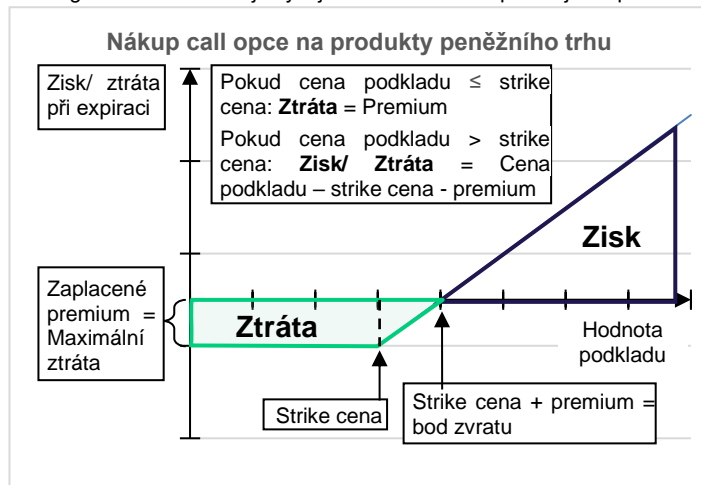 Nákup call opce na produkty peněžního trhu
Zisk/ ztráta
při expiraci
Pokud cena podkladu ≤ strike
cena: Ztráta = Premium
Pokud cena podkladu > strike
cena: Zisk/ Ztráta = Cena
podkladu – strike cena - premium
Zisk
Zaplacené
premium =
Maximální
ztráta
Ztráta
Hodnota
podkladu
Strike cena
Strike cena + premium =
bod zvratu